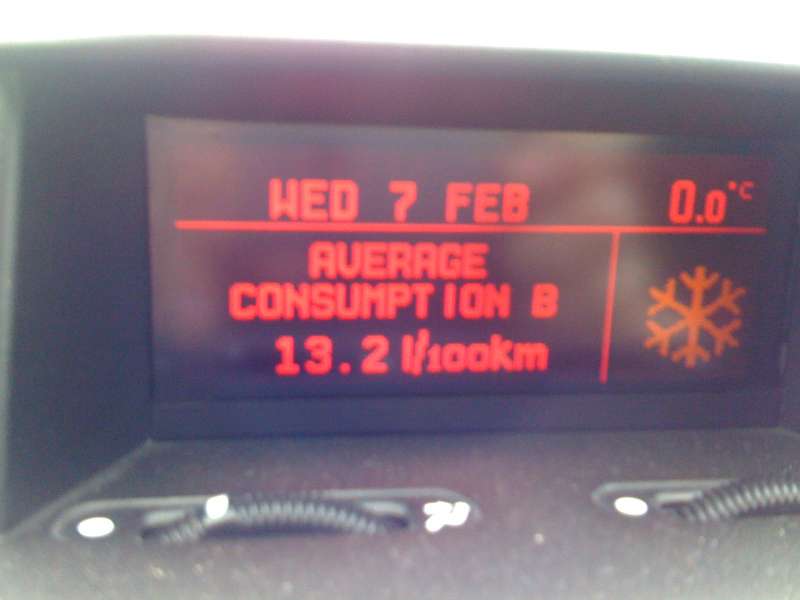 WED 7 FEB 0.0°C
AVERAGE
CONSUMPTION B
13.2 l/100km